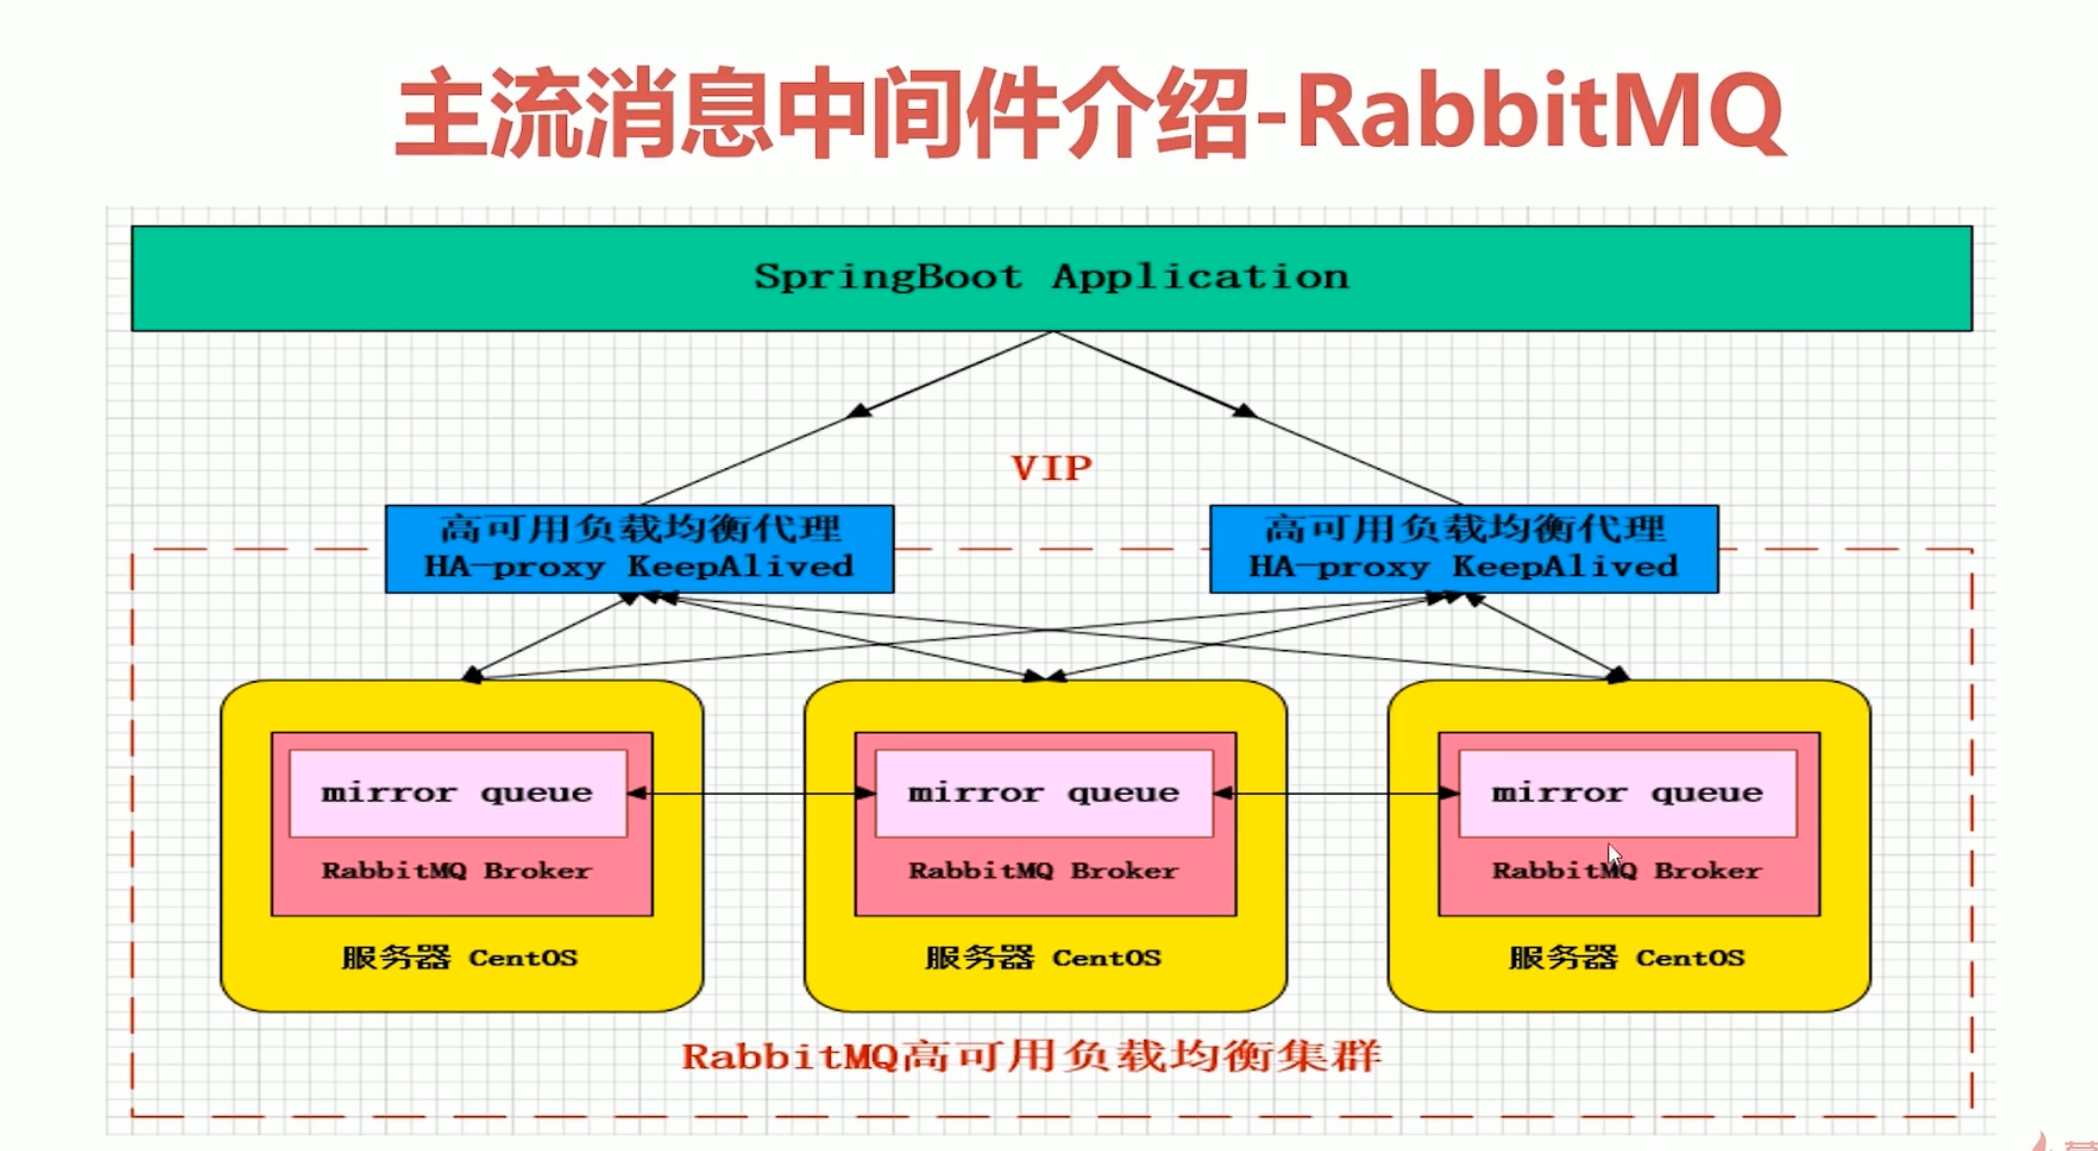 主流消息中间件介绍-RabbitMQ
SpringBoot Application
VIP
高可用负载均衡代理
HA-proxy KeepAlived
高可用负载均衡代理
HA-proxy KeepAlived
mirror queue
RabbitMQ Broker
服务器 CentOS
mirror queue
RabbitMQ Broker
服务器 CentOS
mirror queue
RabbitMQ Broker
服务器 CentOS
RabbitMQ高可用负载均衡集群